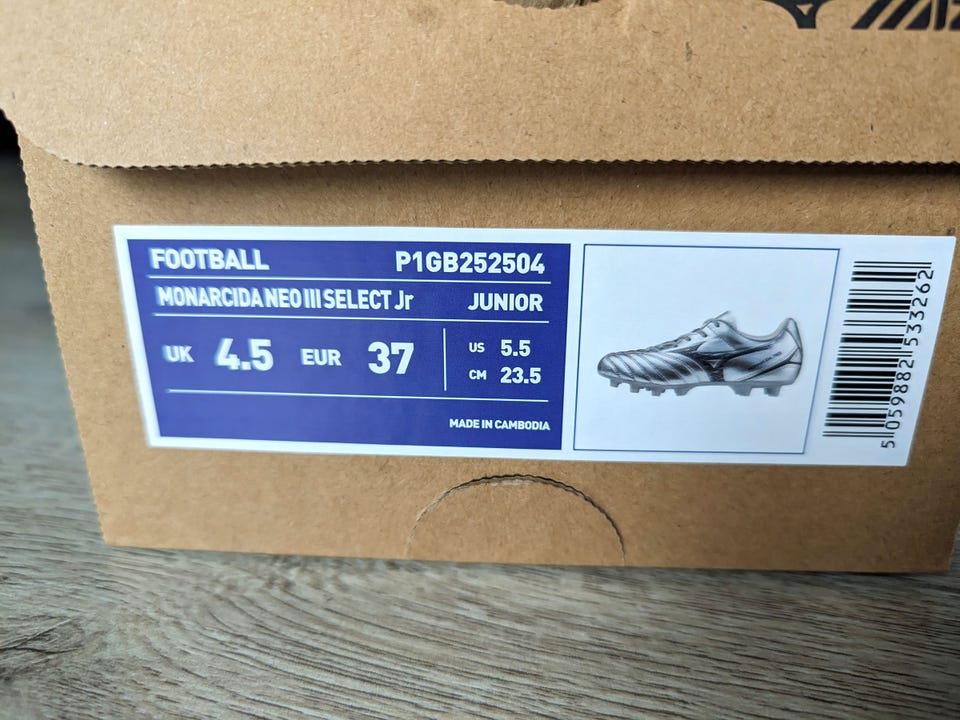 FOOTBALL P1GB252504
MONARCIDA NEO III SELECT Jr JUNIOR
UK 4.5 EUR 37 US 5.5
CM 23.5
MADE IN CAMBODIA
5 059882 533262